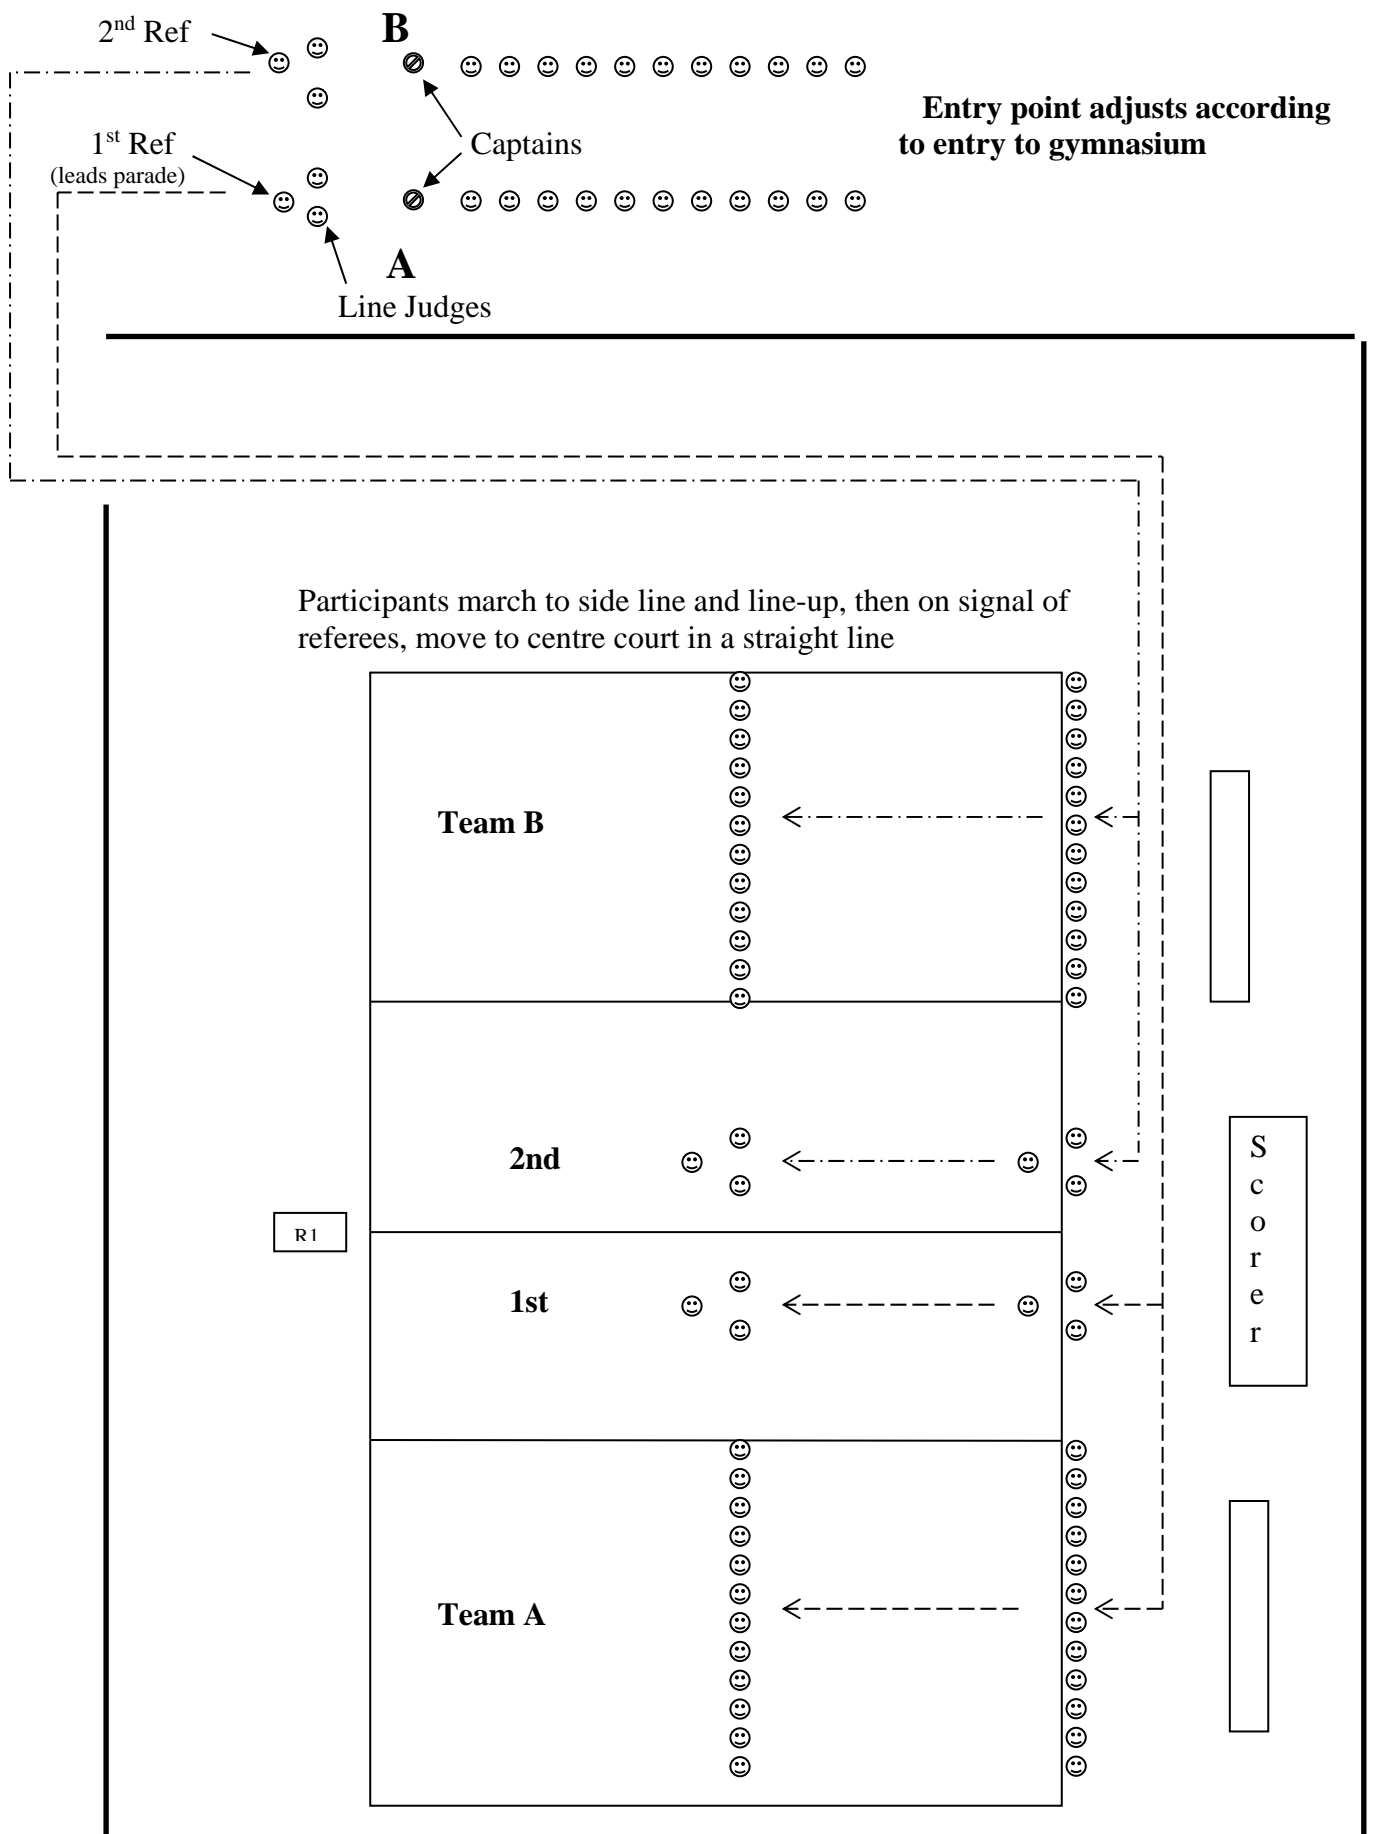 2nd Ref
B
Entry point adjusts according
to entry to gymnasium
1st Ref
(leads parade)
Captains
A
Line Judges
Participants march to side line and line-up, then on signal of
referees, move to centre court in a straight line
Team B
2nd
R1
1st
Scorer
Team A